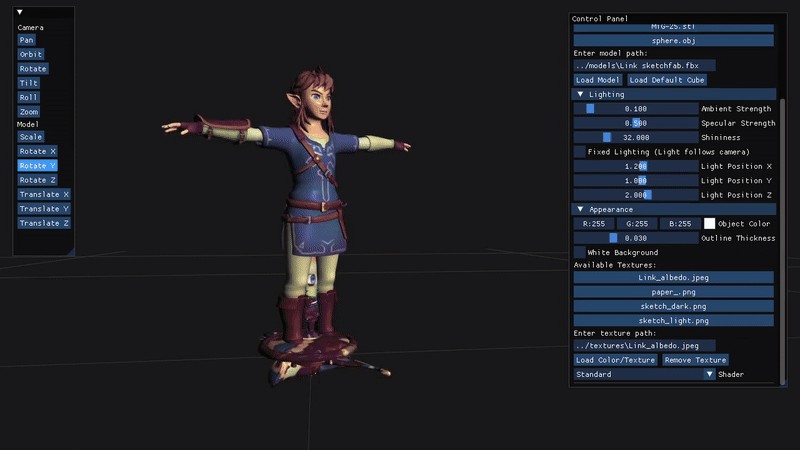 Camera
Pan
Orbit
Rotate
Tilt
Roll
Zoom
Model
Scale
Rotate X
Rotate Y
Rotate Z
Translate X
Translate Y
Translate Z
Control Panel
MiG-25.stl
sphere.obj
Enter model path:
../models\Link sketchfab.fbx
Load Model Load Default Cube
Lighting
0.100 Ambient Strength
0.500 Specular Strength
32.000 Shininess
Fixed Lighting (Light follows camera)
1.200 Light Position X
1.000 Light Position Y
2.000 Light Position Z
Appearance
R:255 G:255 B:255 Object Color
0.030 Outline Thickness
White Background
Available Textures:
Link_albedo.jpeg
paper_.png
sketch_dark.png
sketch_light.png
Enter texture path:
../textures\Link_albedo.jpeg
Load Color/Texture Remove Texture
Standard Shader